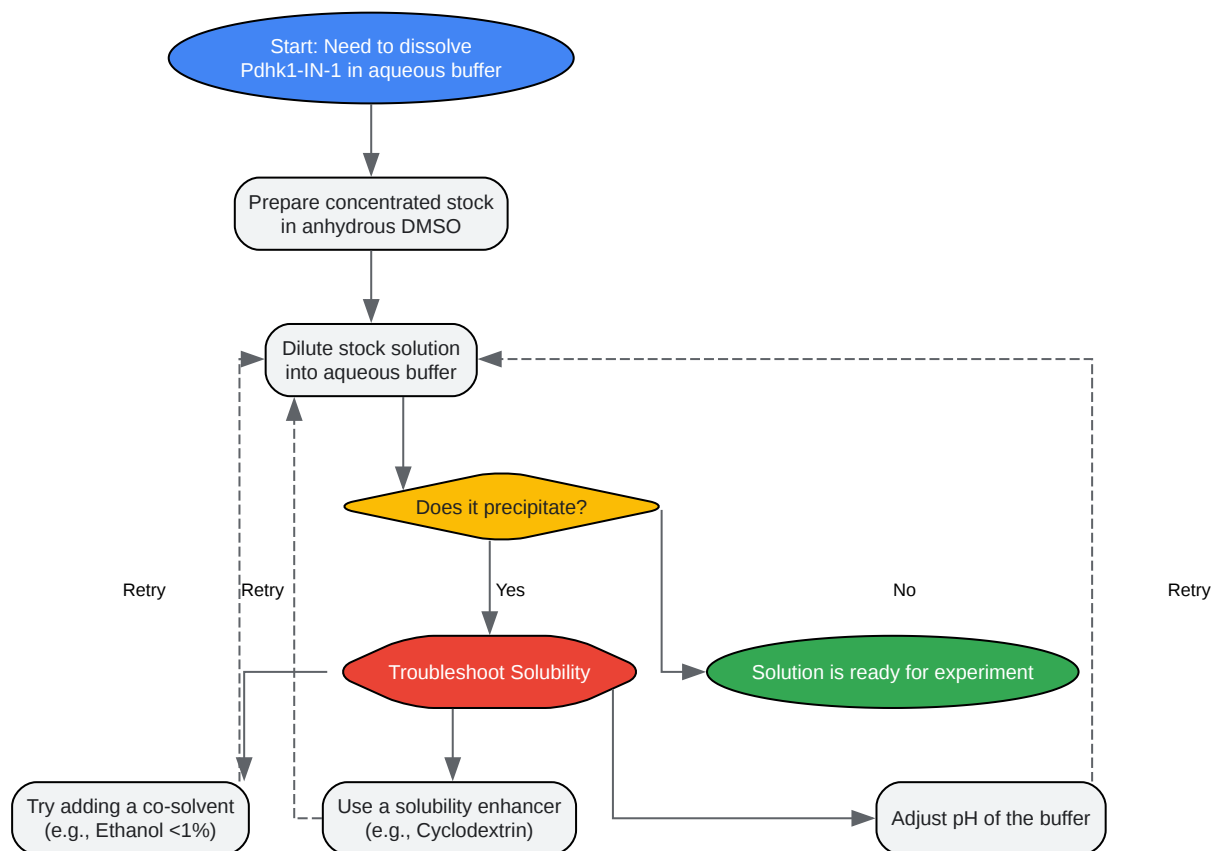 Start: Need to dissolve
Pdhk1-IN-1 in aqueous buffer
Prepare concentrated stock
in anhydrous DMSO
Dilute stock solution
into aqueous buffer
Does it precipitate?
Retry
Retry
Yes
No
Retry
Troubleshoot Solubility
Solution is ready for experiment
Try adding a co-solvent
(e.g., Ethanol <1%)
Use a solubility enhancer
(e.g., Cyclodextrin)
Adjust pH of the buffer